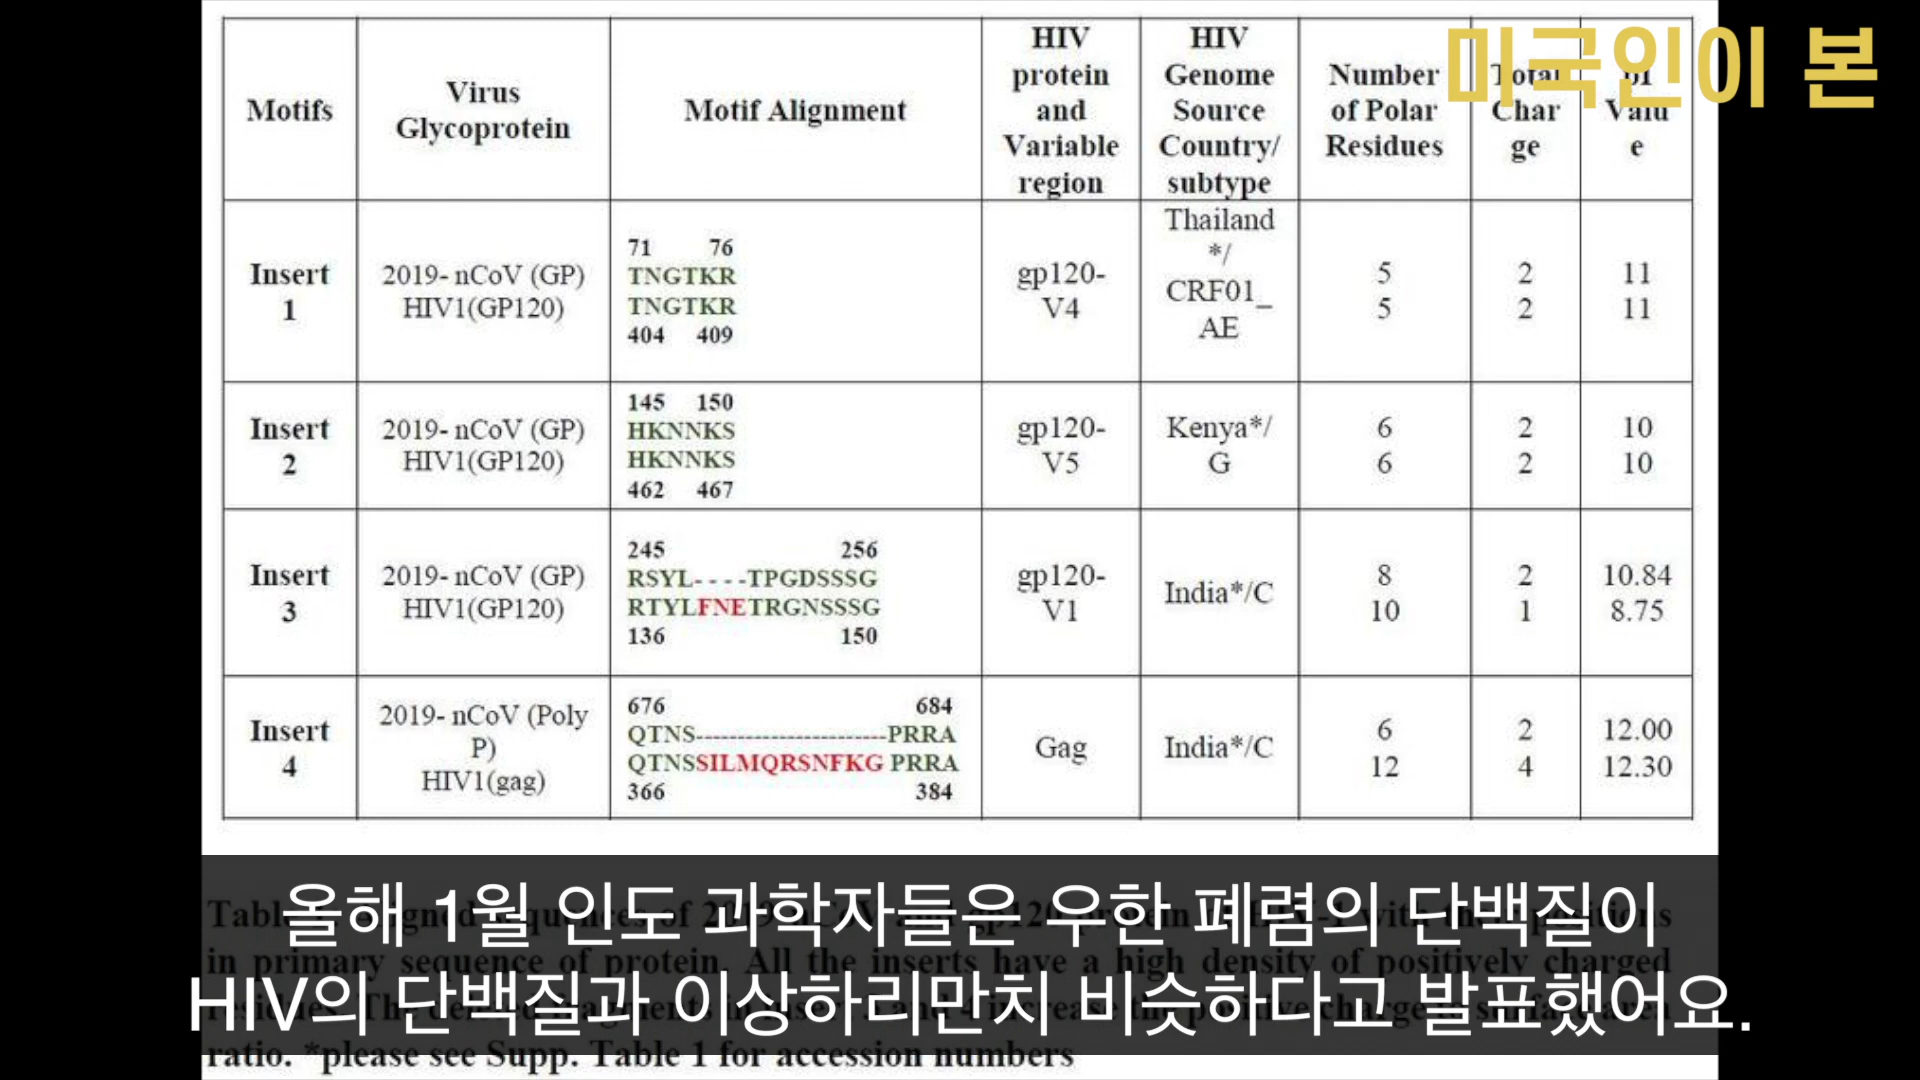 미국인이 본
Motifs
Virus
Glycoprotein
Motif Alignment
HIV
protein
and
Variable
region
HIV
Genome
Source
Country/
subtype
Number
of Polar
Residues
Total
Char
ge
pI
Valu
e
Insert
1
2019- nCoV (GP)
HIV1(GP120)
71 76
TNGTKR
TNGTKR
404 409
gp120-
V4
Thailand
*/
CRF01_
AE
5
5
2
2
11
11
Insert
2
2019- nCoV (GP)
HIV1(GP120)
145 150
HKNNKS
HKNNKS
462 467
gp120-
V5
Kenya*/
G
6
6
2
2
10
10
Insert
3
2019- nCoV (GP)
HIV1(GP120)
245 256
RSYL----TPGDSSSG
RTYLFNETRGNSSSG
136 150
gp120-
V1
India*/C
8
10
2
1
10.84
8.75
Insert
4
2019- nCoV (Poly
P)
HIV1(gag)
676 684
QTNS-----------------------PRRA
QTNSSILMQRSNFKG PRRA
366 384
Gag
India*/C
6
12
2
4
12.00
12.30
올해 1월 인도 과학자들은 우한 폐렴의 단백질이
HIV의 단백질과 이상하리만치 비슷하다고 발표했어요.
in primary sequence of protein. All the inserts have a high density of positively charged
ratio. *please see Supp. Table 1 for accession numbers